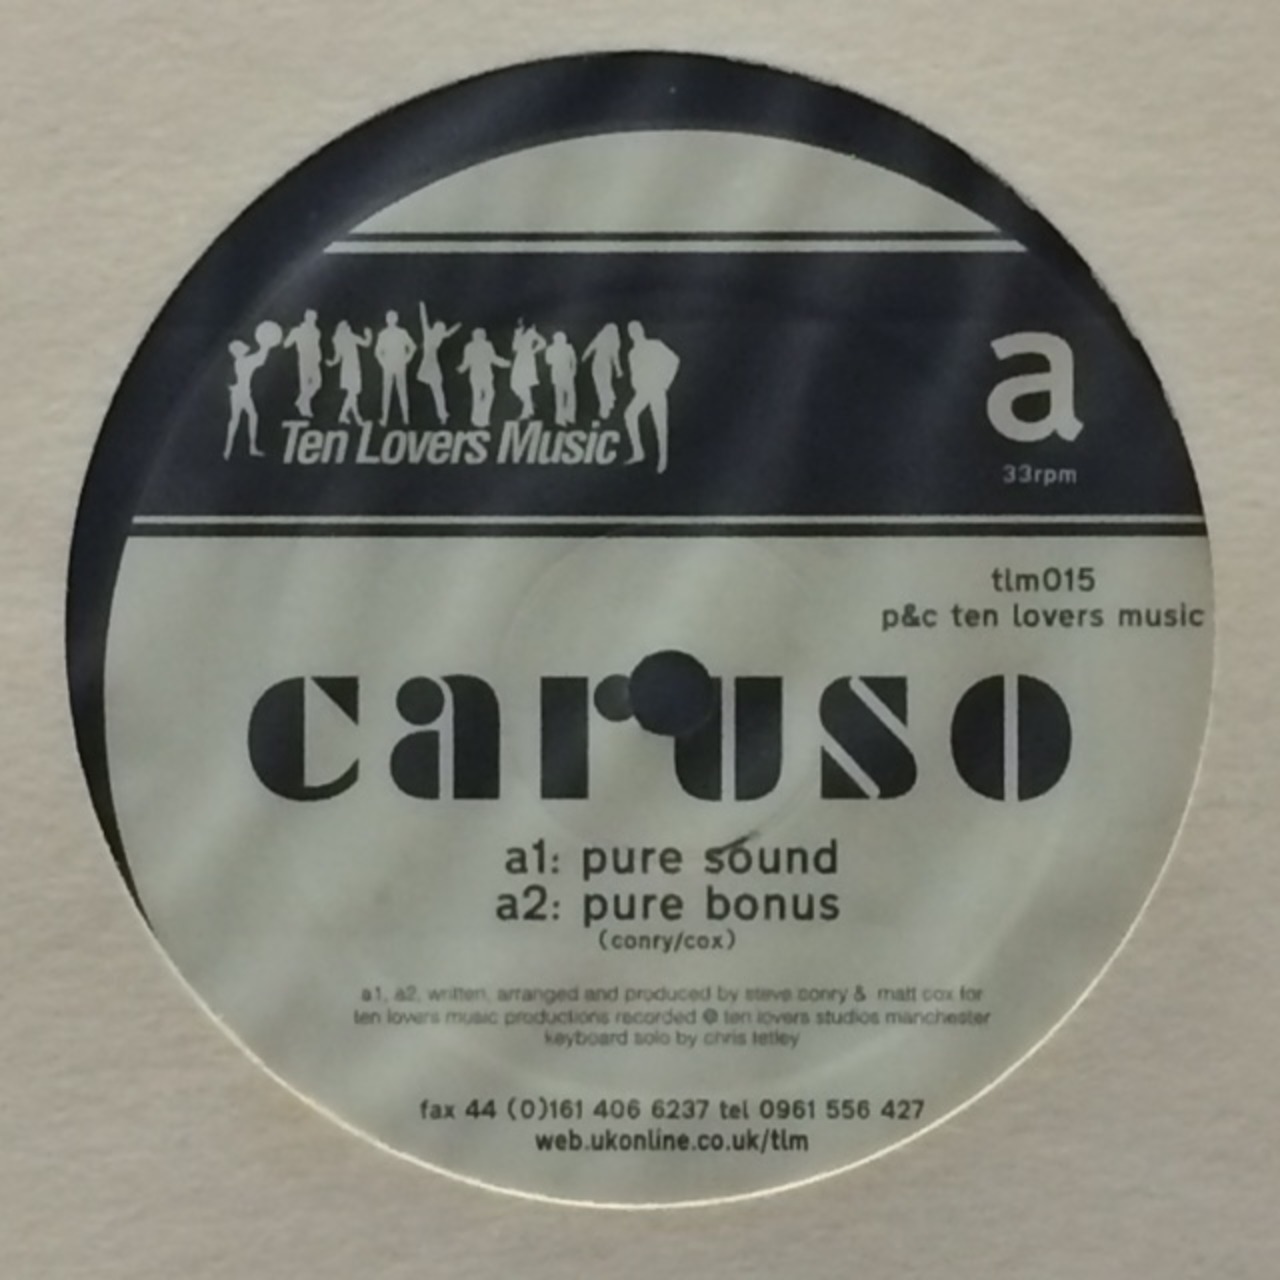 Ten Lovers Music
a
33rpm
tlm015
p&c ten lovers music
caruso
a1: pure sound
a2: pure bonus
(conry/cox)
a1, a2, written, arranged and produced by steve conry & matt cox for
ten lovers music productions recorded @ ten lovers studios manchester
keyboard solo by chris tetley
fax 44 (0)161 406 6237 tel 0961 556 427
web.ukonline.co.uk/tlm